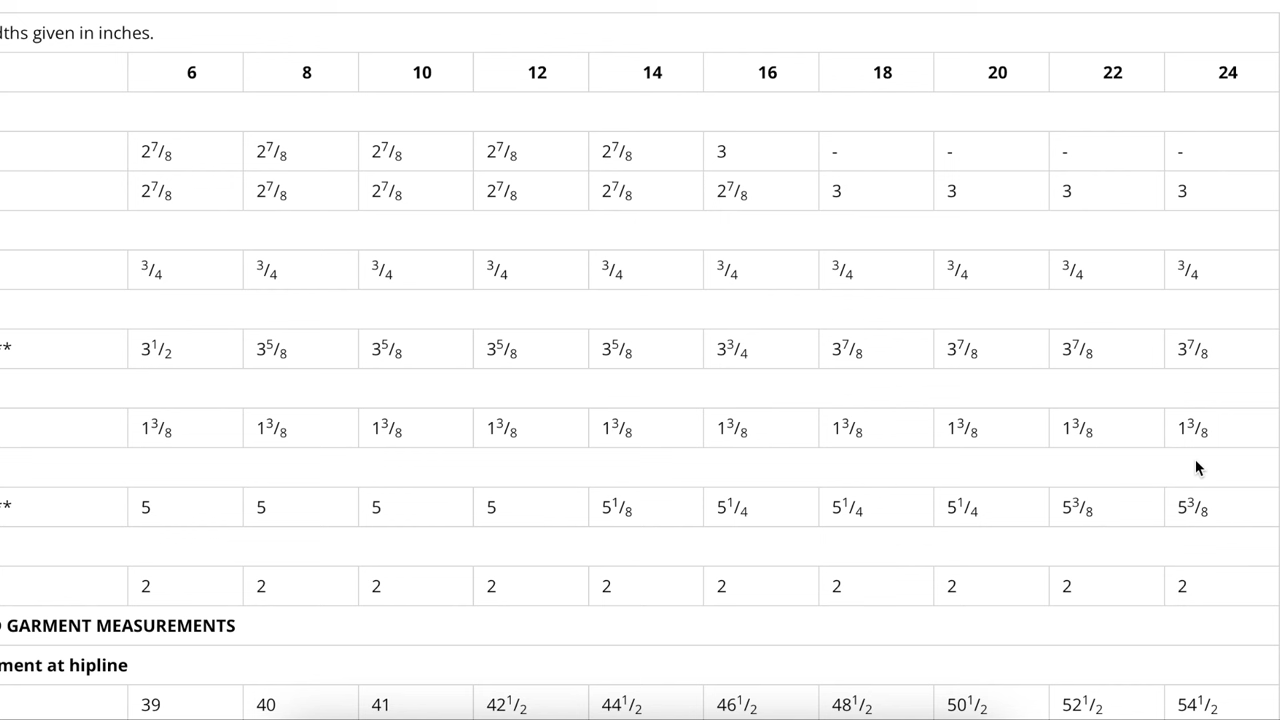 dths given in inches.
6 8 10 12 14 16 18 20 22 24
2⁷/₈ 2⁷/₈ 2⁷/₈ 2⁷/₈ 2⁷/₈ 3 - - - -
2⁷/₈ 2⁷/₈ 2⁷/₈ 2⁷/₈ 2⁷/₈ 2⁷/₈ 3 3 3 3
³/₄ ³/₄ ³/₄ ³/₄ ³/₄ ³/₄ ³/₄ ³/₄ ³/₄ ³/₄
** 3¹/₂ 3⁵/₈ 3⁵/₈ 3⁵/₈ 3⁵/₈ 3³/₄ 3⁷/₈ 3⁷/₈ 3⁷/₈ 3⁷/₈
1³/₈ 1³/₈ 1³/₈ 1³/₈ 1³/₈ 1³/₈ 1³/₈ 1³/₈ 1³/₈ 1³/₈
** 5 5 5 5 5¹/₈ 5¹/₄ 5¹/₄ 5¹/₄ 5³/₈ 5³/₈
2 2 2 2 2 2 2 2 2 2
GARMENT MEASUREMENTS
ment at hipline
39 40 41 42¹/₂ 44¹/₂ 46¹/₂ 48¹/₂ 50¹/₂ 52¹/₂ 54¹/₂